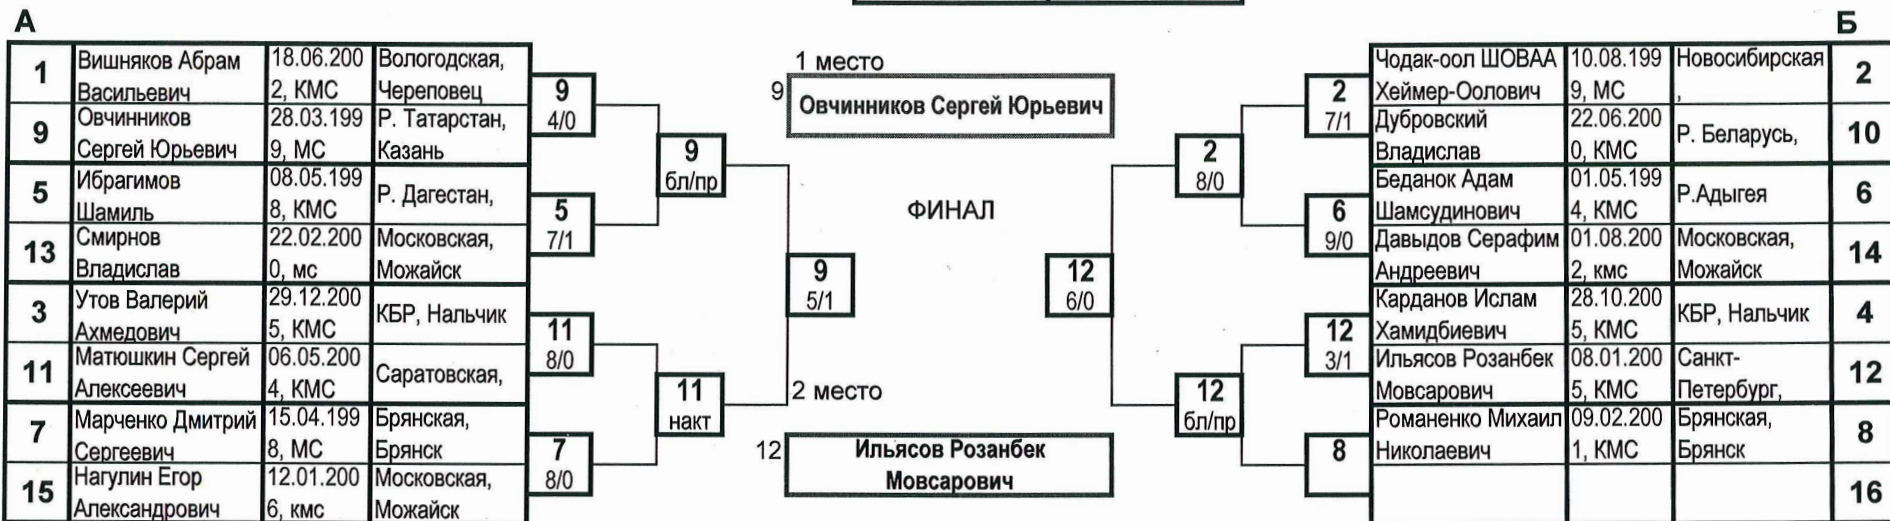 А
Б
1
Вишняков Абрам
Васильевич
18.06.200
2, КМС
Вологодская,
Череповец
9
Овчинников
Сергей Юрьевич
28.03.199
9, МС
Р. Татарстан,
Казань
5
Ибрагимов
Шамиль
08.05.199
8, КМС
Р. Дагестан,
13
Смирнов
Владислав
22.02.200
0, мс
Московская,
Можайск
3
Утов Валерий
Ахмедович
29.12.200
5, КМС
КБР, Нальчик
11
Матюшкин Сергей
Алексеевич
06.05.200
4, КМС
Саратовская,
7
Марченко Дмитрий
Сергеевич
15.04.199
8, МС
Брянская,
Брянск
15
Нагулин Егор
Александрович
12.01.200
6, кмс
Московская,
Можайск
9
4/0
5
7/1
11
8/0
7
8/0
9
бл/пр
11
накт
9
5/1
1 место
9
Овчинников Сергей Юрьевич
ФИНАЛ
2 место
12
Ильясов Розанбек
Мовсарович
12
6/0
2
8/0
12
бл/пр
2
7/1
6
9/0
12
3/1
8
Чодак-оол ШОВАА
Хеймер-Оолович
10.08.199
9, МС
Новосибирская
,
2
Дубровский
Владислав
22.06.200
0, КМС
Р. Беларусь,
10
Беданок Адам
Шамсудинович
01.05.199
4, КМС
Р.Адыгея
6
Давыдов Серафим
Андреевич
01.08.200
2, кмс
Московская,
Можайск
14
Карданов Ислам
Хамидбиевич
28.10.200
5, КМС
КБР, Нальчик
4
Ильясов Розанбек
Мовсарович
08.01.200
5, КМС
Санкт-
Петербург,
12
Романенко Михаил
Николаевич
09.02.200
1, КМС
Брянская,
Брянск
8
16